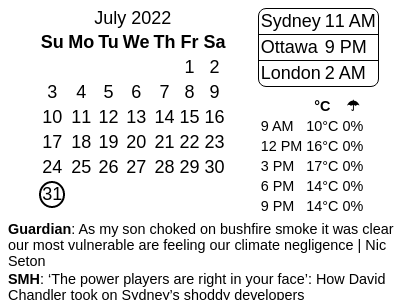 July 2022
Su Mo Tu We Th Fr Sa
1 2
3 4 5 6 7 8 9
10 11 12 13 14 15 16
17 18 19 20 21 22 23
24 25 26 27 28 29 30
31
Sydney 11 AM
Ottawa 9 PM
London 2 AM
°C ☂
9 AM 10°C 0%
12 PM 16°C 0%
3 PM 17°C 0%
6 PM 14°C 0%
9 PM 14°C 0%
Guardian: As my son choked on bushfire smoke it was clear
our most vulnerable are feeling our climate negligence | Nic
Seton
SMH: ‘The power players are right in your face’: How David
Chandler took on Sydney’s shoddy developers